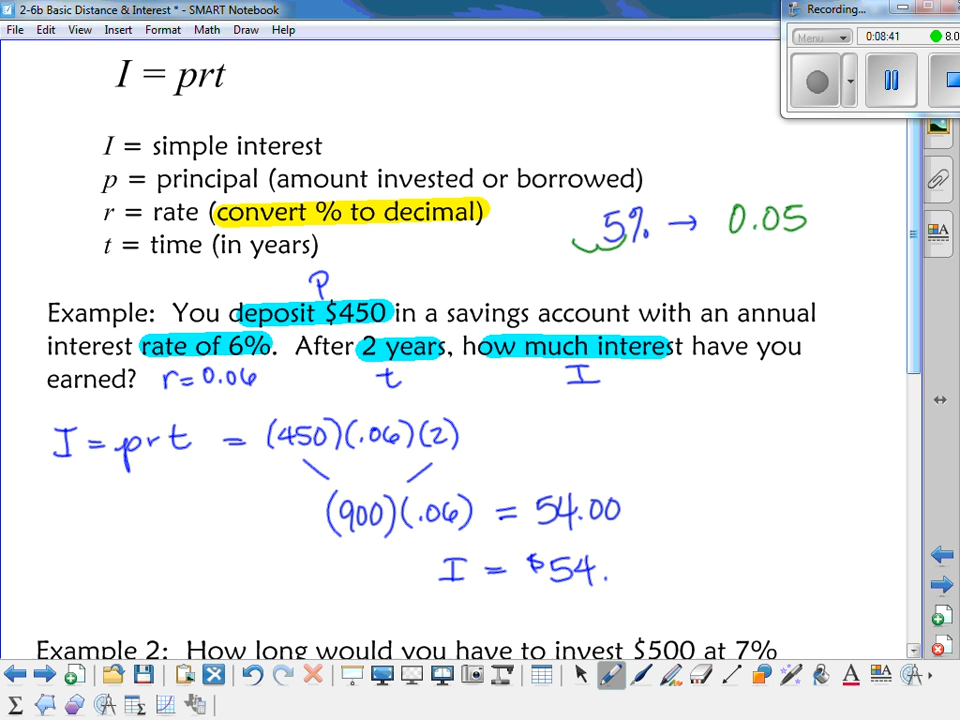 2-6b Basic Distance & Interest * - SMART Notebook
Recording...
File Edit View Insert Format Math Draw Help
Menu
0:08:41
8.0
I = prt
I = simple interest
p = principal (amount invested or borrowed)
r = rate (convert % to decimal)
5% → 0.05
t = time (in years)
p
Example: You deposit $450 in a savings account with an annual
interest rate of 6%. After 2 years, how much interest have you
earned? r = 0.06 t I
I = prt = (450)(.06)(2)
(900)(.06) = 54.00
I = $54.
Example 2: How long would you have to invest $500 at 7%